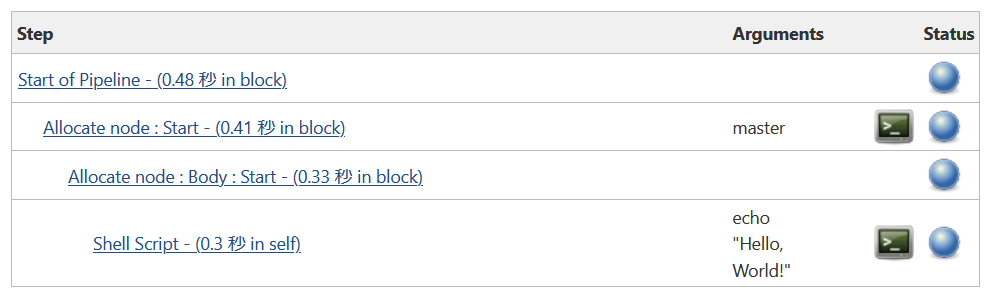 Step Arguments Status
Start of Pipeline - (0.48 秒 in block)
Allocate node : Start - (0.41 秒 in block) master
Allocate node : Body : Start - (0.33 秒 in block)
Shell Script - (0.3 秒 in self)
echo
"Hello,
World!"